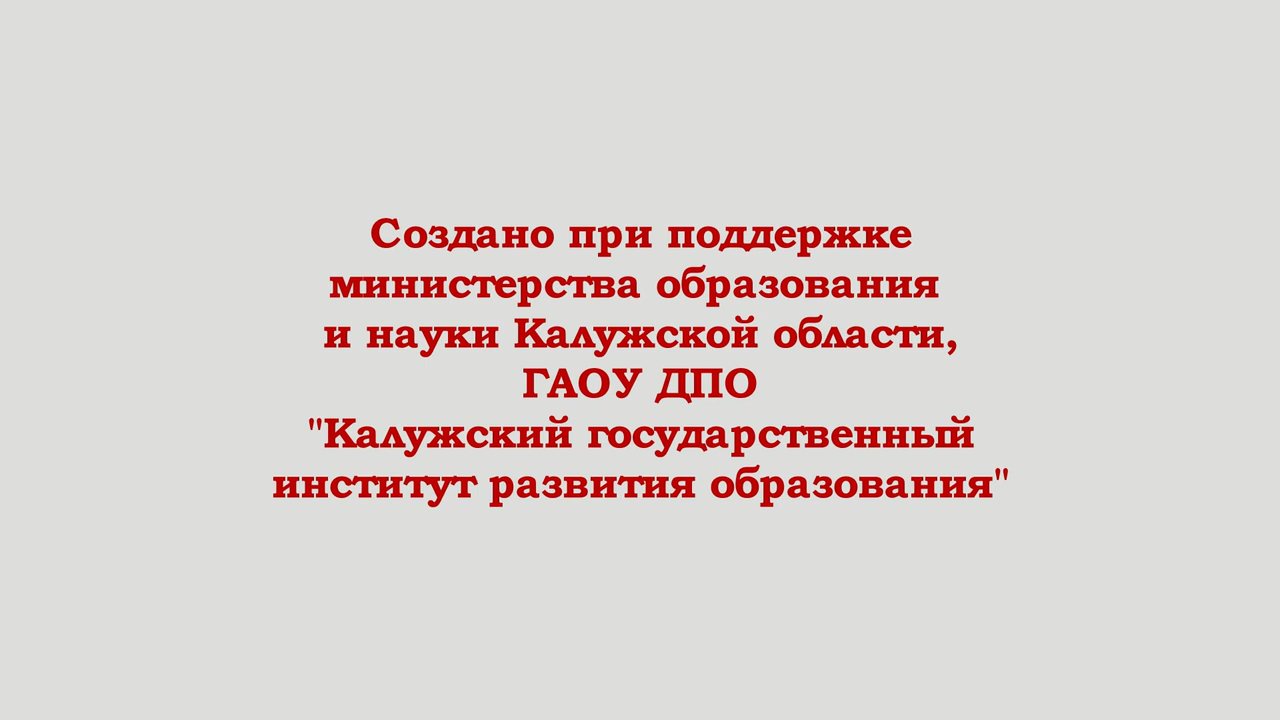 Создано при поддержке
министерства образования
и науки Калужской области,
ГАОУ ДПО
"Калужский государственный
институт развития образования"